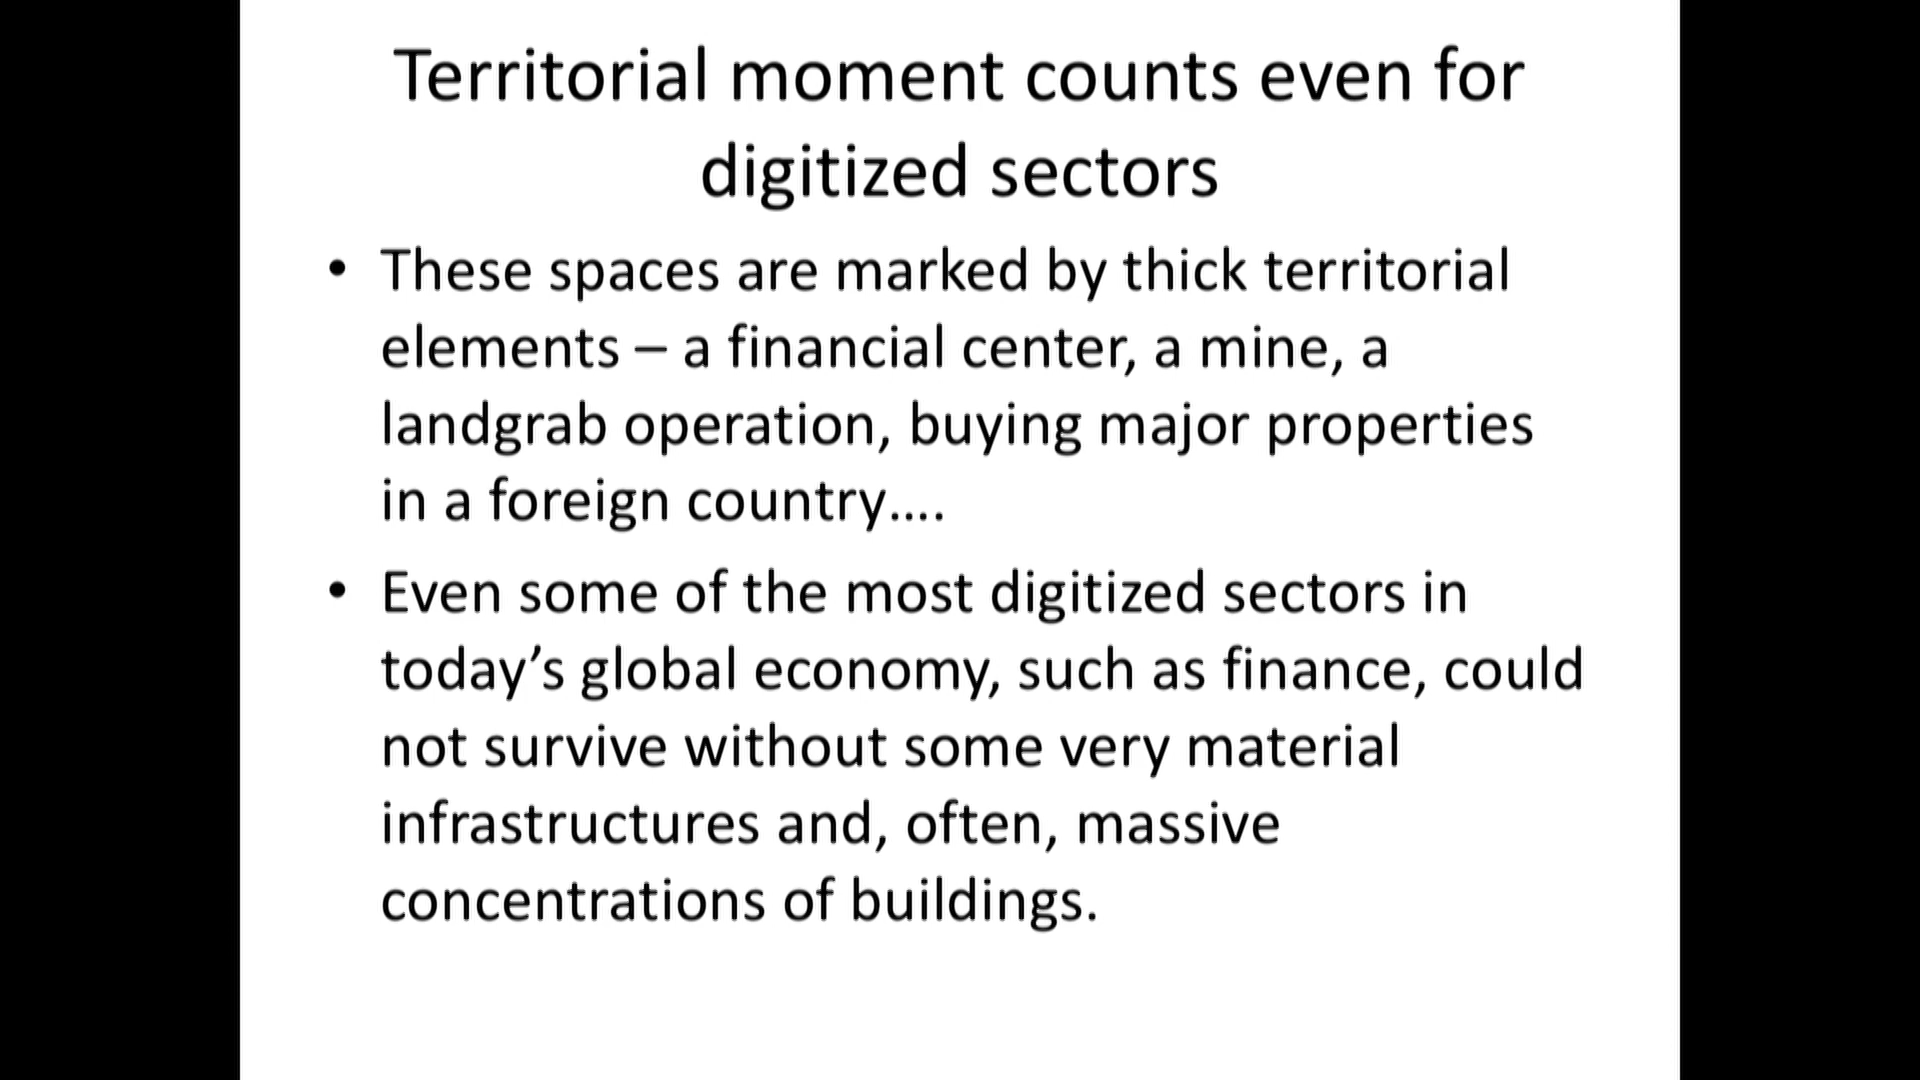 Territorial moment counts even for
digitized sectors
• These spaces are marked by thick territorial
elements – a financial center, a mine, a
landgrab operation, buying major properties
in a foreign country….
• Even some of the most digitized sectors in
today’s global economy, such as finance, could
not survive without some very material
infrastructures and, often, massive
concentrations of buildings.